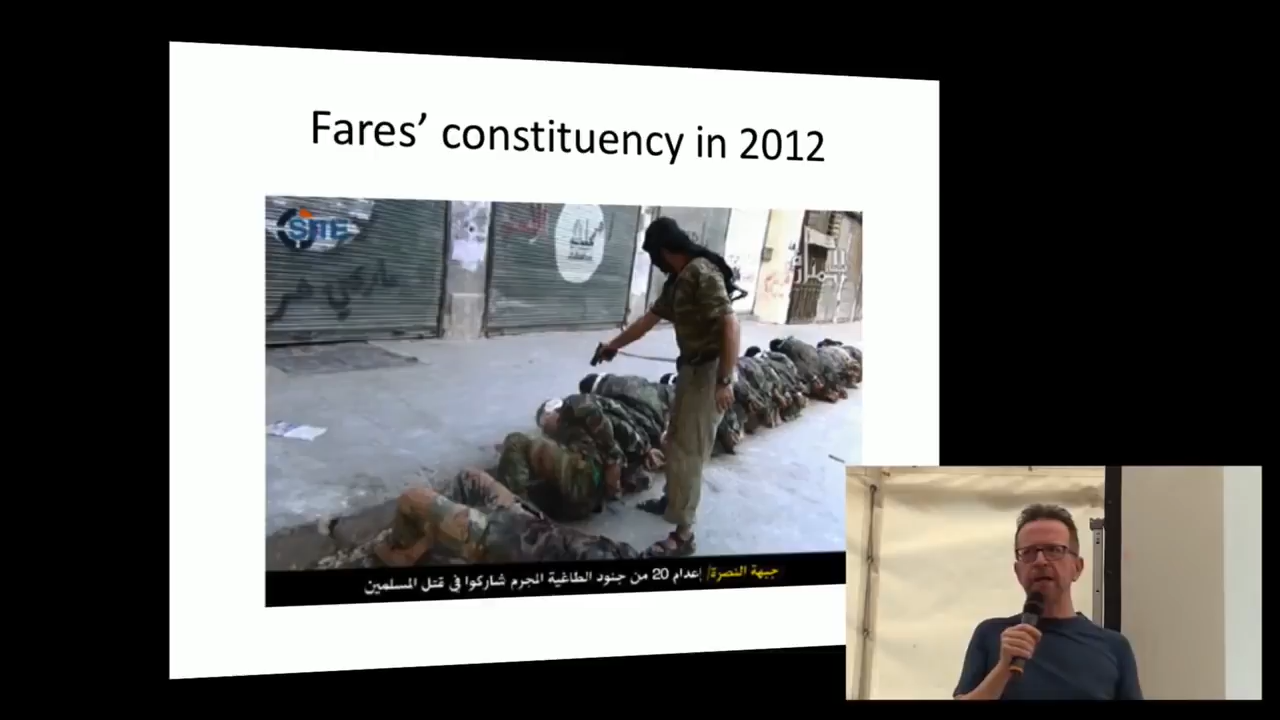 Fares' constituency in 2012
SITE
جبهة النصرة/ إعدام 20 من جنود الطاغية المجرم شاركوا في قتل المسلمين